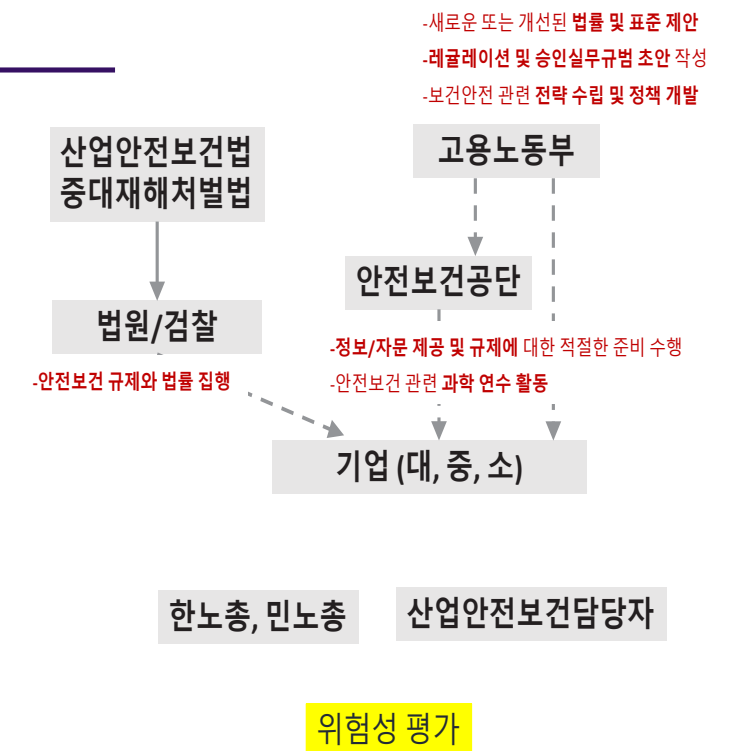 -새로운 또는 개선된 법률 및 표준 제안
-레귤레이션 및 승인실무규범 초안 작성
-보건안전 관련 전략 수립 및 정책 개발
산업안전보건법
중대재해처벌법
고용노동부
안전보건공단
법원/검찰
-정보/자문 제공 및 규제에 대한 적절한 준비 수행
-안전보건 규제와 법률 집행
-안전보건 관련 과학 연수 활동
기업 (대, 중, 소)
한노총, 민노총
산업안전보건담당자
위험성 평가